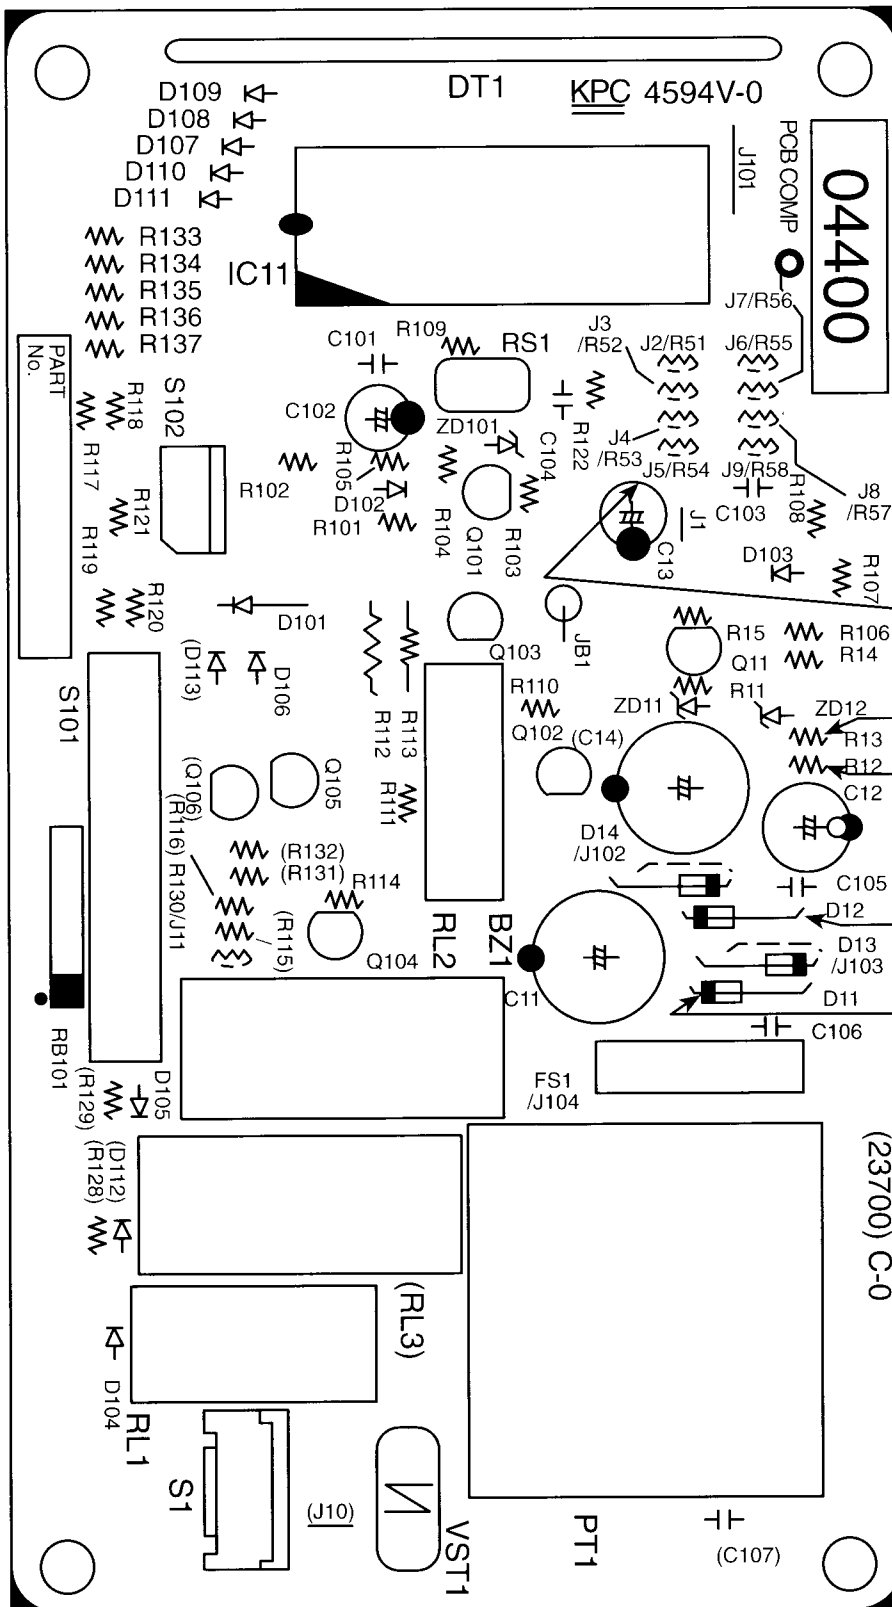 DT1
KPC 4594V-0
D109
D108
D107
D110
D111
J101
PCB COMP
04400
R133
R134
R135
R136
R137
IC11
J7/R56
PART
No.
C101
R109
RS1
J3
/R52
J2/R51
J6/R55
R118
S102
C102
ZD101
C104
R122
J4
/R53
J5/R54
J9/R58
J8
/R57
R117
R102
R105
D102
R101
R104
Q101
R103
C13
J1
C103
R108
R121
R119
R120
D103
R107
D101
Q103
JB1
R15
R106
Q11
R14
(D113)
D106
S101
R110
ZD11
R11
ZD12
R112
R113
Q102
(C14)
R13
R12
(Q106)
Q105
R111
C12
D14
/J102
(R116)
R130/J11
(R132)
(R131)
R114
(R115)
Q104
RL2
BZ1
C105
D12
D13
/J103
C11
D11
C106
RB101
(R129)
D105
FS1
/J104
(D112)
(R128)
(23700) C-0
(RL3)
D104
RL1
S1
(J10)
VST1
PT1
(C107)